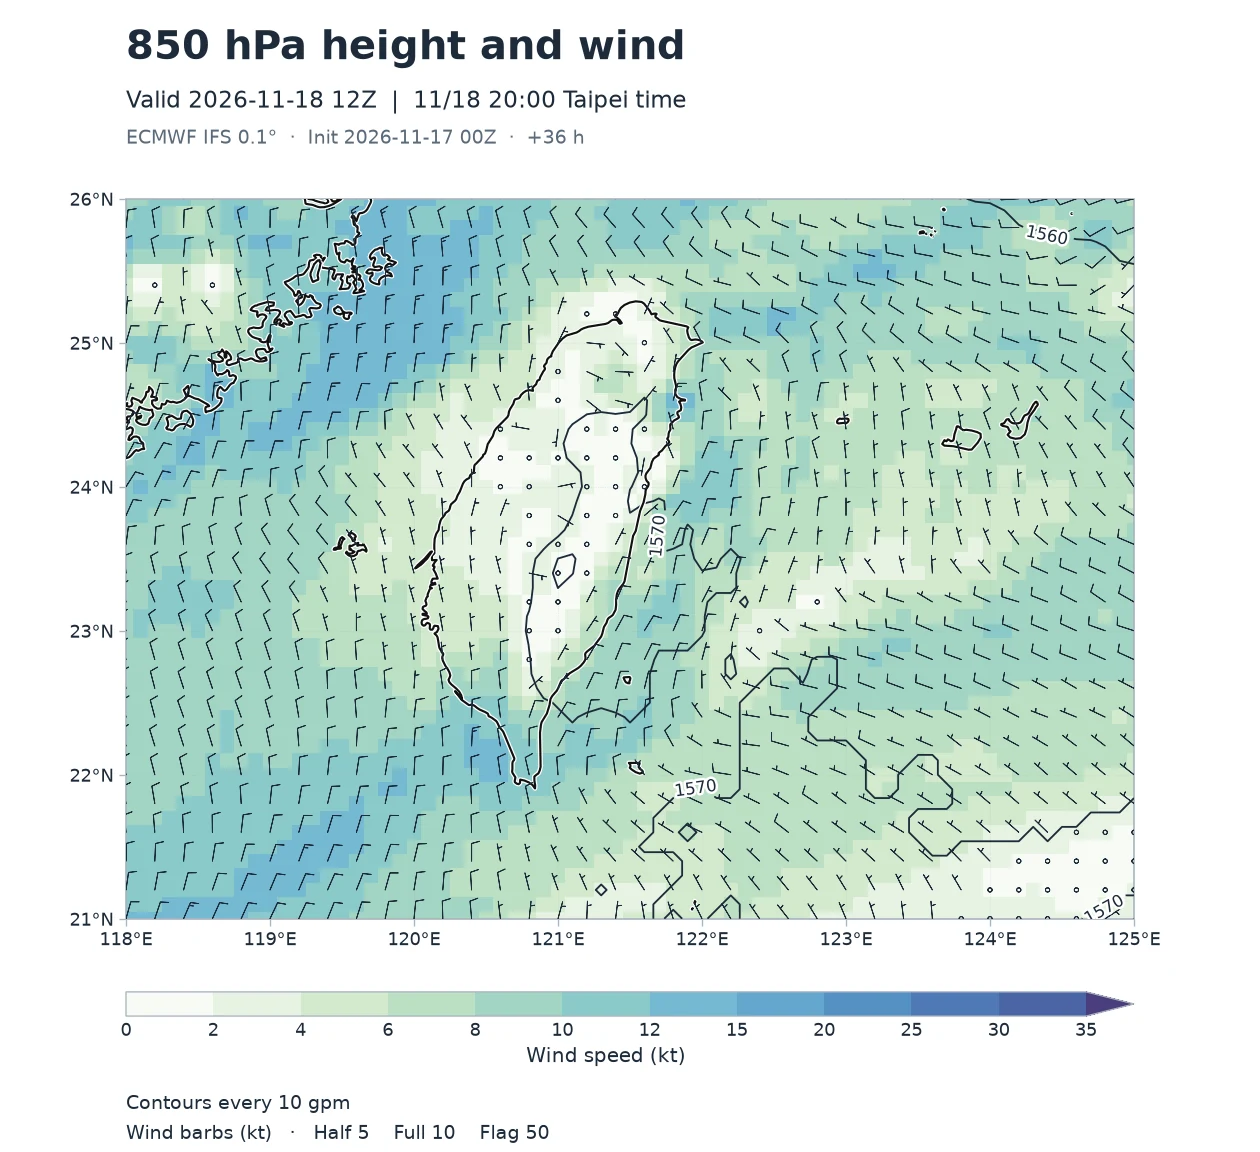 850 hPa height and wind
Valid 2026-11-18 12Z | 11/18 20:00 Taipei time
ECMWF IFS 0.1° · Init 2026-11-17 00Z · +36 h
26°N
1560
25°N
24°N
1570
23°N
22°N
1570
1570
21°N
118°E 119°E 120°E 121°E 122°E 123°E 124°E 125°E
0 2 4 6 8 10 12 15 20 25 30 35
Wind speed (kt)
Contours every 10 gpm
Wind barbs (kt) · Half 5 Full 10 Flag 50